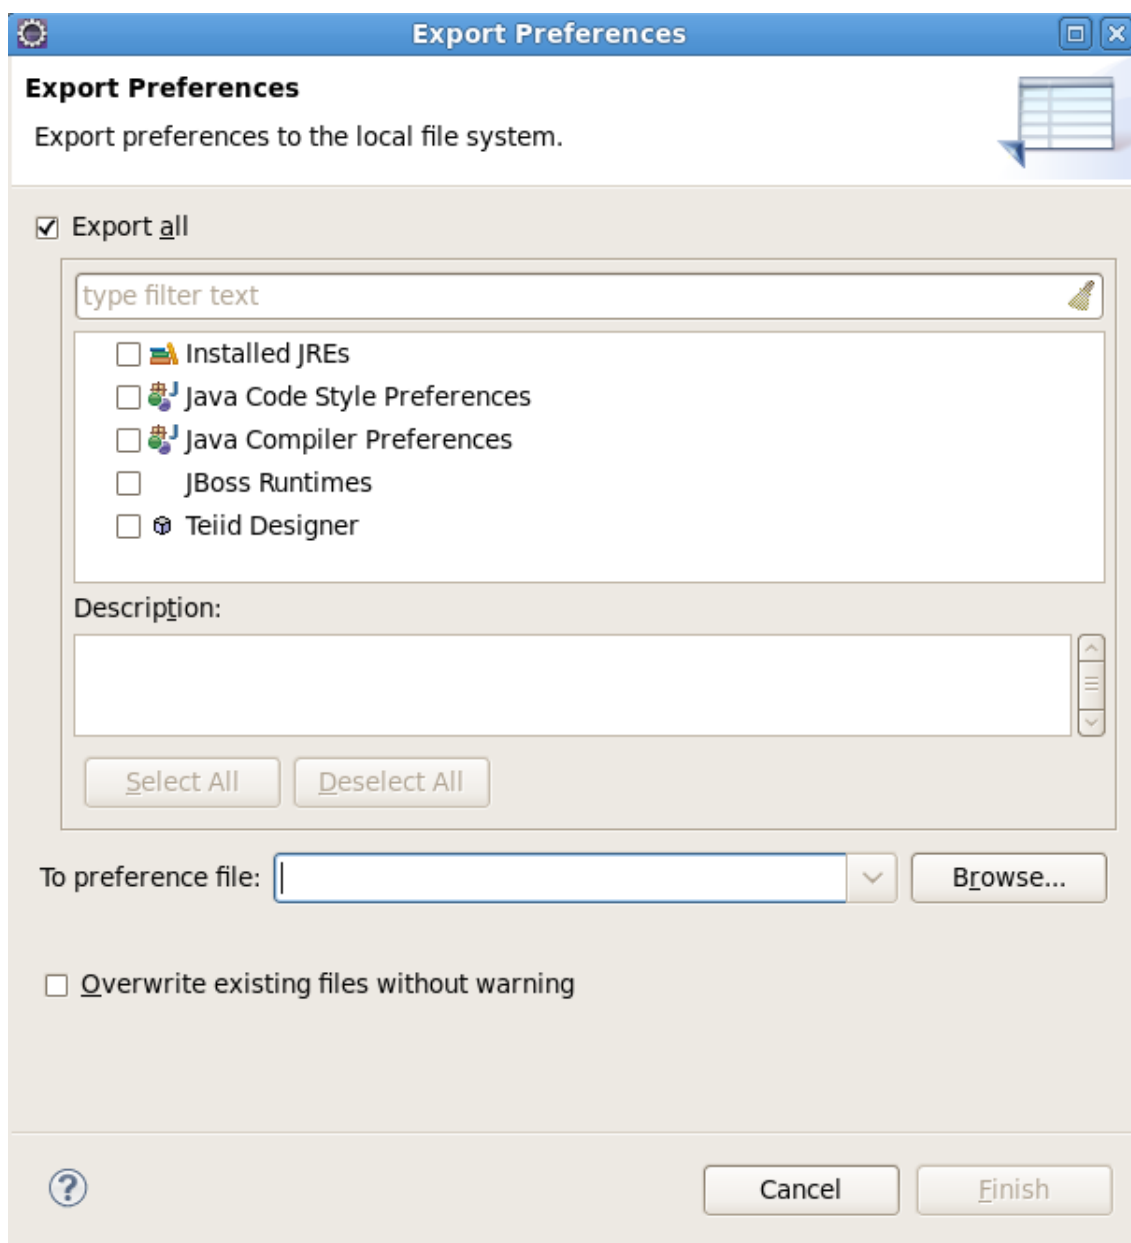 Export Preferences
Export Preferences
Export preferences to the local file system.
Export all
type filter text
Installed JREs
Java Code Style Preferences
Java Compiler Preferences
JBoss Runtimes
Teiid Designer
Description:
Select All Deselect All
To preference file: Browse...
Overwrite existing files without warning
? Cancel Finish